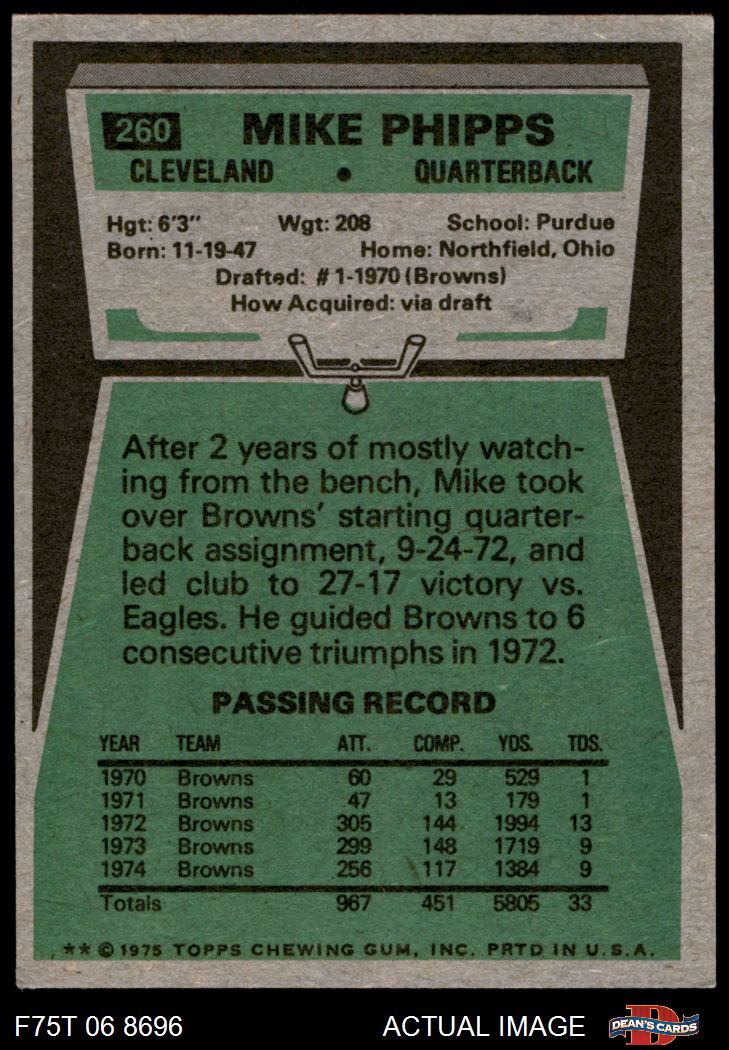 260 MIKE PHIPPS
CLEVELAND • QUARTERBACK
Hgt: 6'3" Wgt: 208 School: Purdue
Born: 11-19-47 Home: Northfield, Ohio
Drafted: #1-1970 (Browns)
How Acquired: via draft
After 2 years of mostly watch-
ing from the bench, Mike took
over Browns' starting quarter-
back assignment, 9-24-72, and
led club to 27-17 victory vs.
Eagles. He guided Browns to 6
consecutive triumphs in 1972.
PASSING RECORD
YEAR TEAM ATT. COMP. YDS. TDS.
1970 Browns 60 29 529 1
1971 Browns 47 13 179 1
1972 Browns 305 144 1994 13
1973 Browns 299 148 1719 9
1974 Browns 256 117 1384 9
Totals 967 451 5805 33
** © 1975 TOPPS CHEWING GUM, INC. PRTD IN U.S.A.
F75T 06 8696 ACTUAL IMAGE D DEAN'S CARDS